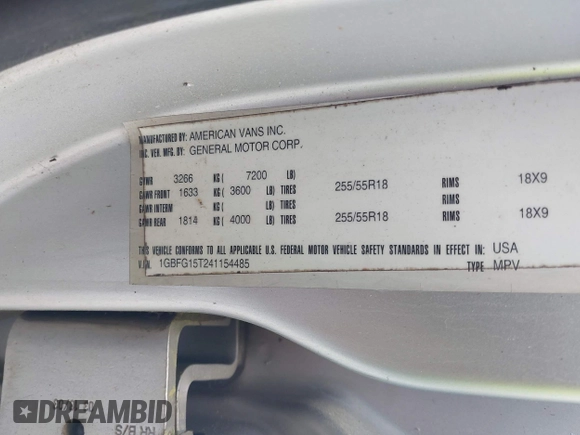 MANUFACTURED BY: AMERICAN VANS INC.
INC. VEH. MFG. BY: GENERAL MOTOR CORP.
GVWR 3266 KG( 7200 LB)
GAWR FRONT 1633 KG( 3600 LB) TIRES 255/55R18 RIMS 18X9
GAWR INTERM KG( LB) TIRES RIMS
GAWR REAR 1814 KG( 4000 LB) TIRES 255/55R18 RIMS 18X9
THIS VEHICLE CONFORMS TO ALL APPLICABLE U.S. FEDERAL MOTOR VEHICLE SAFETY STANDARDS IN EFFECT IN: USA
V.I.N. 1GBFG15T241154485 TYPE MPV
RR B/S
DREAMBID